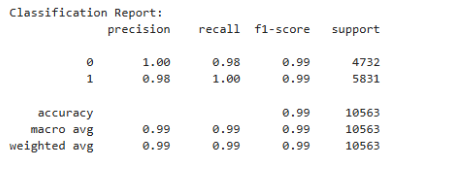 Classification Report:
precision recall f1-score support
0 1.00 0.98 0.99 4732
1 0.98 1.00 0.99 5831
accuracy 0.99 10563
macro avg 0.99 0.99 0.99 10563
weighted avg 0.99 0.99 0.99 10563